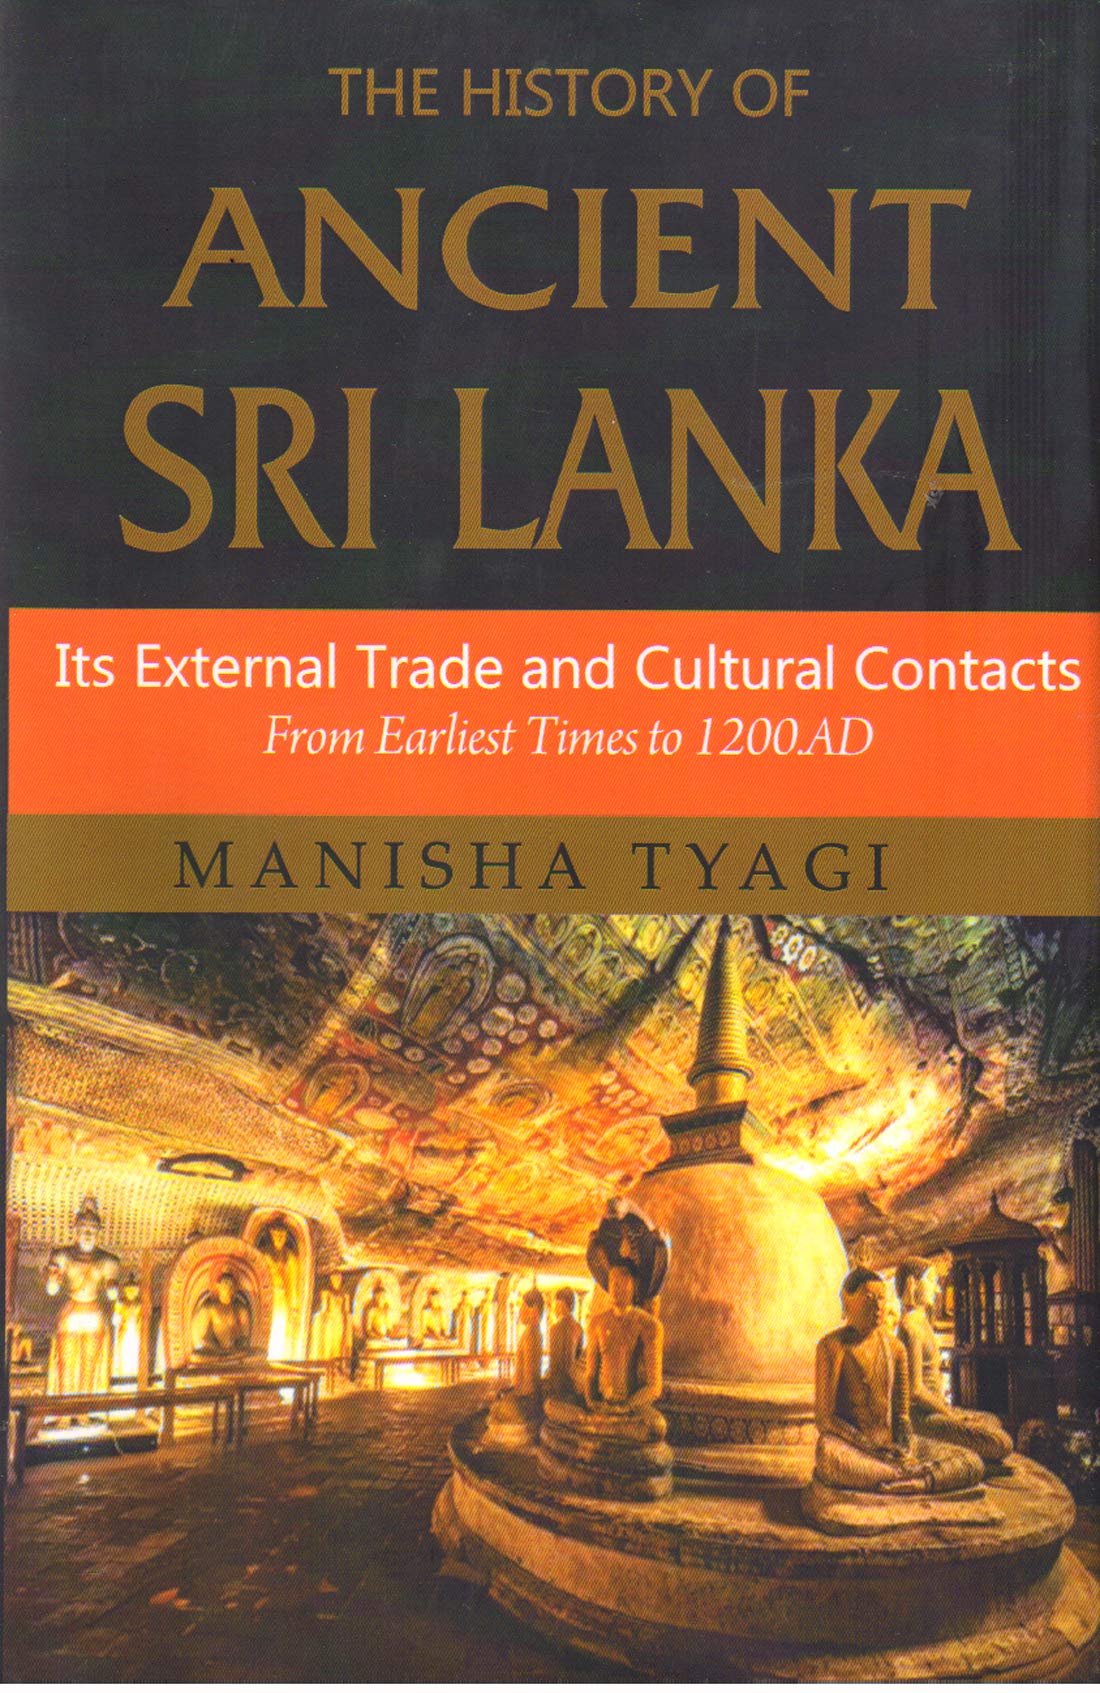 THE HISTORY OF
ANCIENT
SRI LANKA
Its External Trade and Cultural Contacts
From Earliest Times to 1200.AD
MANISHA TYAGI